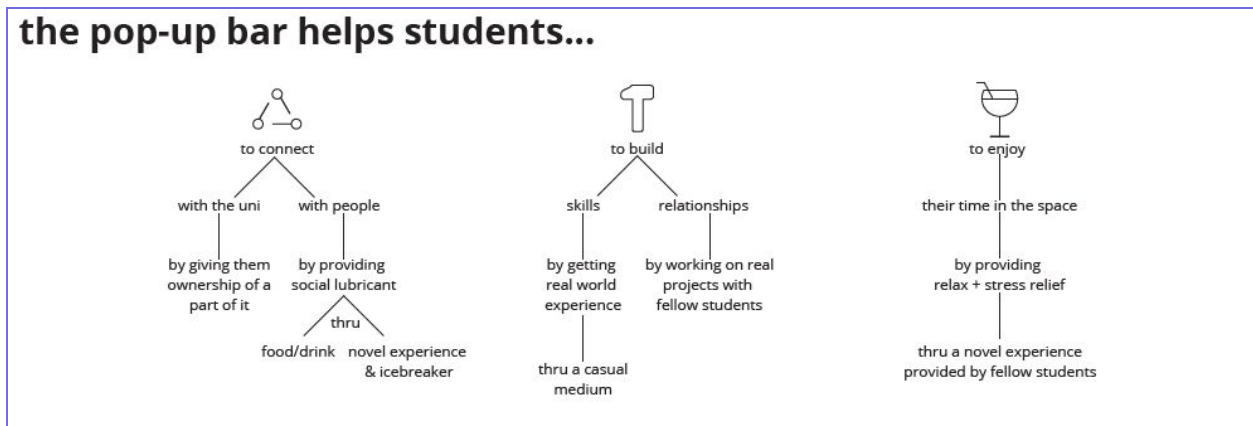 the pop-up bar helps students...
to connect
with the uni
by giving them
ownership of a
part of it
with people
by providing
social lubricant
thru
food/drink
novel experience
& icebreaker
to build
skills
by getting
real world
experience
thru a casual
medium
relationships
by working on real
projects with
fellow students
to enjoy
their time in the space
by providing
relax + stress relief
thru a novel experience
provided by fellow students